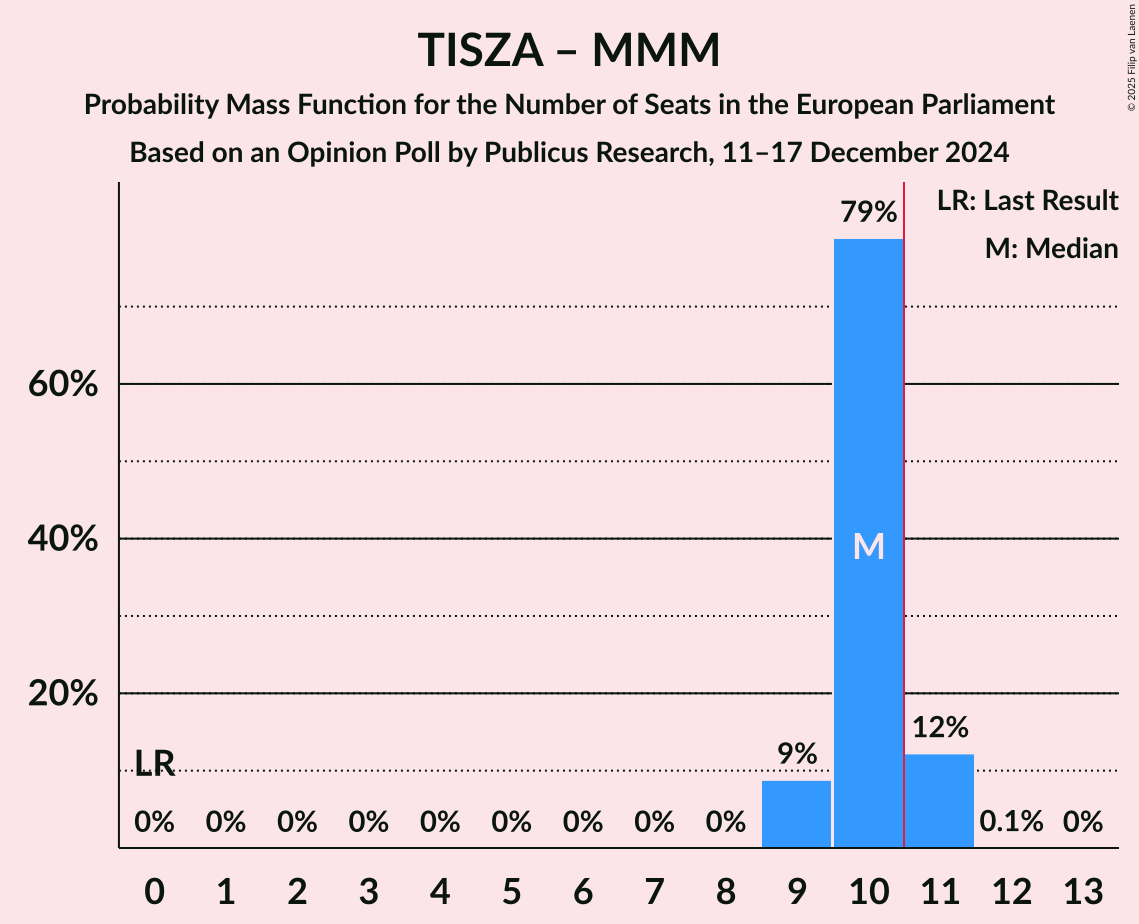 TISZA – MMM
Probability Mass Function for the Number of Seats in the European Parliament
Based on an Opinion Poll by Publicus Research, 11–17 December 2024
© 2025 Filip van Laenen
LR: Last Result
M: Median
79%
60%
40%
M
20%
12%
9%
LR
0% 0% 0% 0% 0% 0% 0% 0% 0% 0.1% 0%
0 1 2 3 4 5 6 7 8 9 10 11 12 13